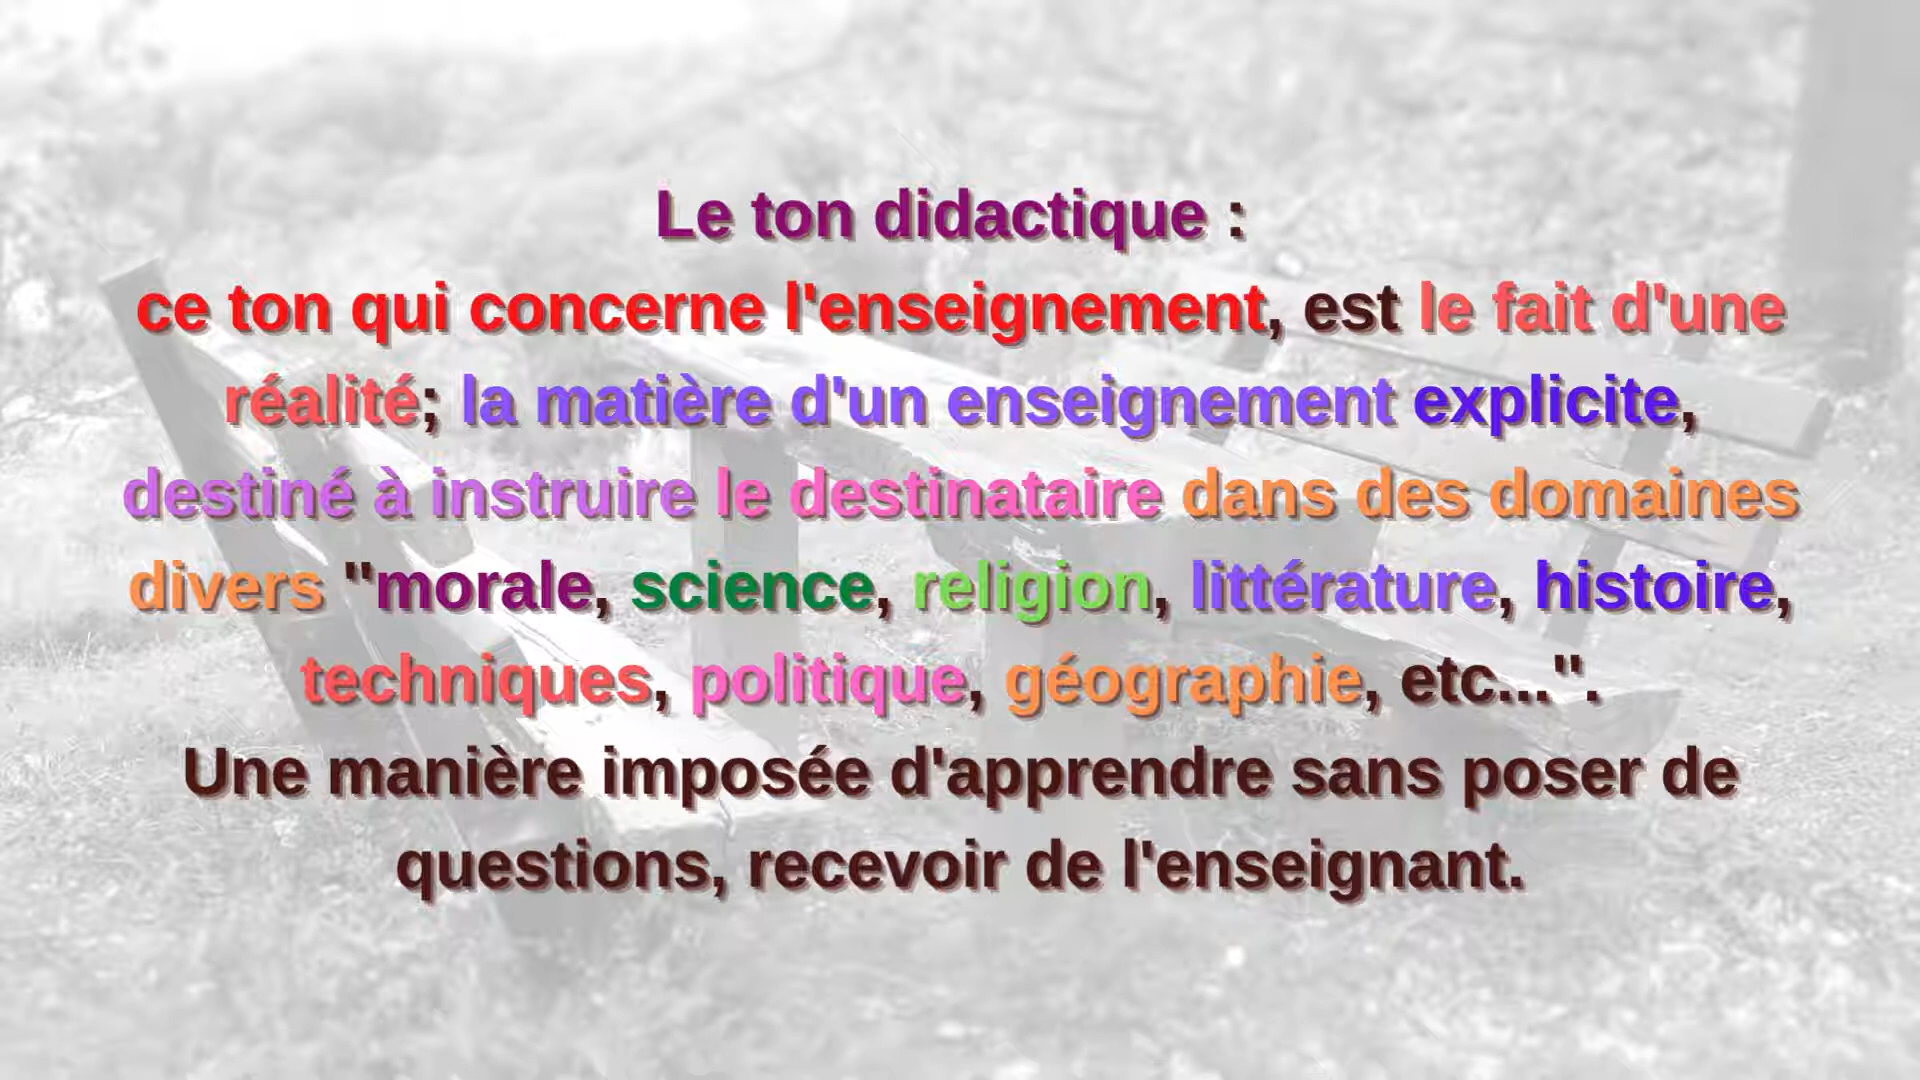 Le ton didactique :
ce ton qui concerne l'enseignement, est le fait d'une
réalité; la matière d'un enseignement explicite,
destiné à instruire le destinataire dans des domaines
divers "morale, science, religion, littérature, histoire,
techniques, politique, géographie, etc...".
Une manière imposée d'apprendre sans poser de
questions, recevoir de l'enseignant.